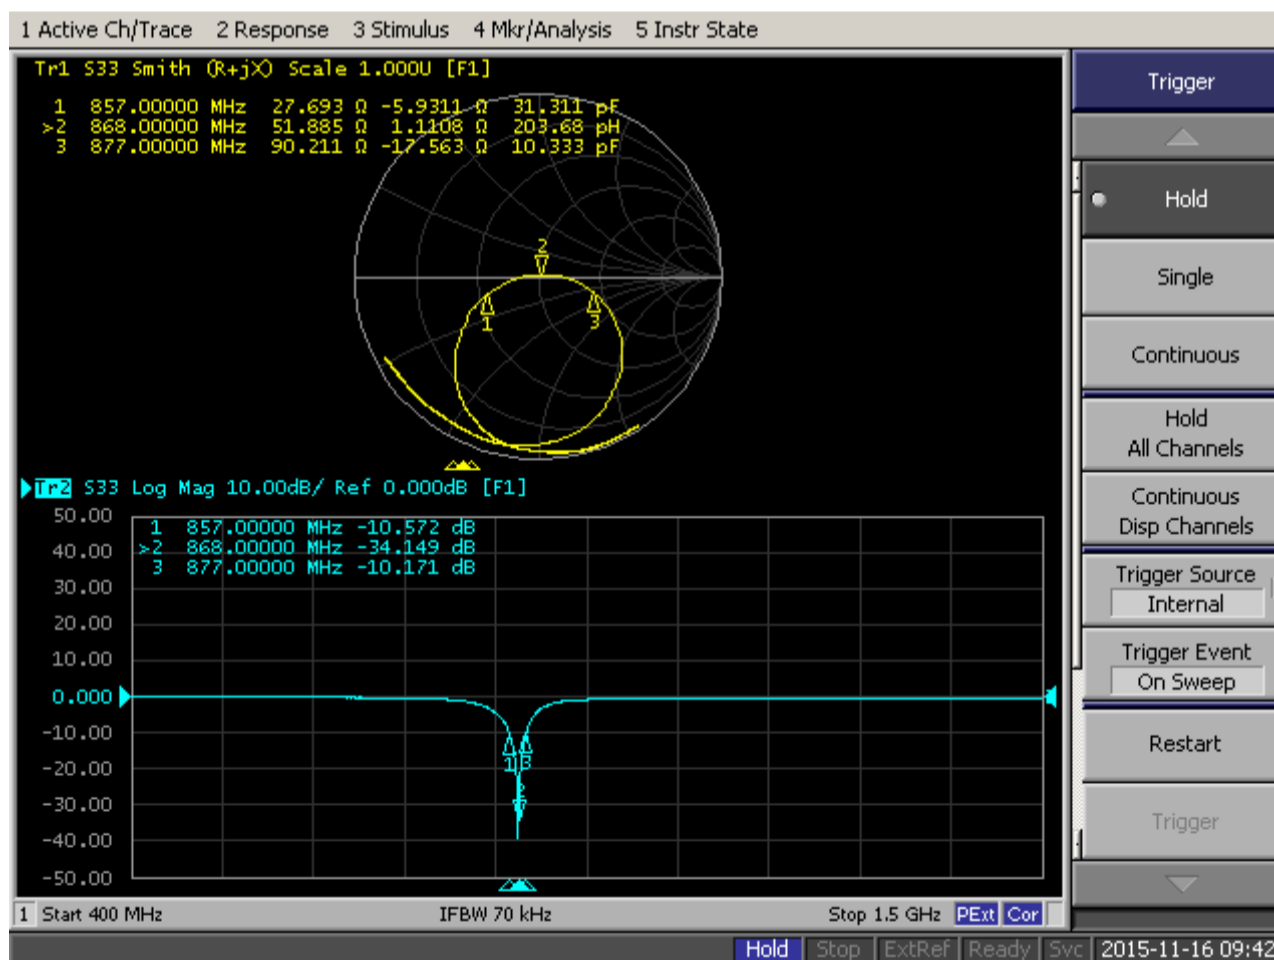 1 Active Ch/Trace 2 Response 3 Stimulus 4 Mkr/Analysis 5 Instr State
Tr1 S33 Smith (R+jX) Scale 1.000U [F1]
1 857.00000 MHz 27.693 Ω -5.9311 Ω 31.311 pF
>2 868.00000 MHz 51.885 Ω 1.1108 Ω 203.68 pH
3 877.00000 MHz 90.211 Ω -17.563 Ω 10.333 pF
2
1
3
Tr2 S33 Log Mag 10.00dB/ Ref 0.000dB [F1]
50.00
40.00
30.00
20.00
10.00
0.000
-10.00
-20.00
-30.00
-40.00
-50.00
1 857.00000 MHz -10.572 dB
>2 868.00000 MHz -34.149 dB
3 877.00000 MHz -10.171 dB
1
3
2
1 Start 400 MHz IFBW 70 kHz Stop 1.5 GHz PExt Cor
Trigger
Hold
Single
Continuous
Hold
All Channels
Continuous
Disp Channels
Trigger Source
Internal
Trigger Event
On Sweep
Restart
Trigger
Hold Stop ExtRef Ready Svc 2015-11-16 09:42